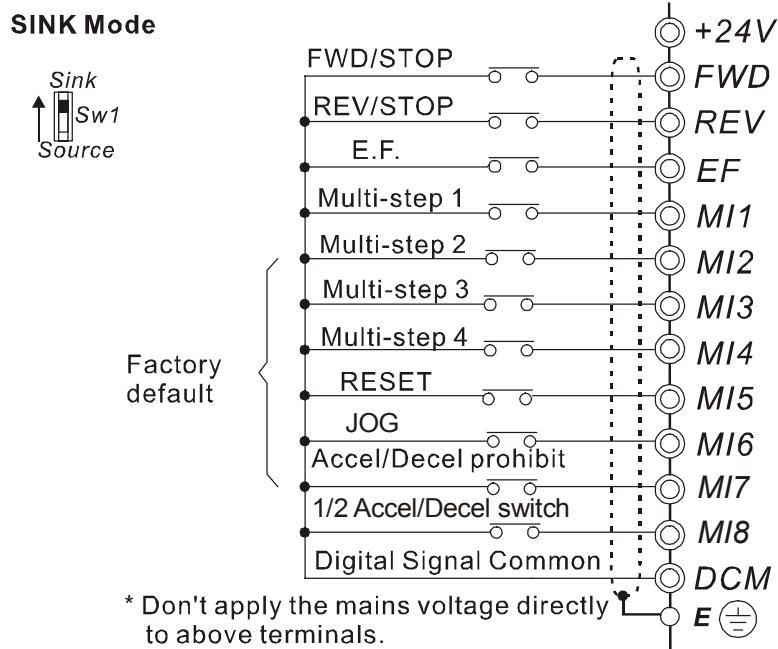 SINK Mode
+24V
Sink
Sw1
Source
FWD/STOP
FWD
REV/STOP
REV
E.F.
EF
Multi-step 1
MI1
Multi-step 2
MI2
Multi-step 3
MI3
Multi-step 4
MI4
Factory
default
RESET
MI5
JOG
MI6
Accel/Decel prohibit
MI7
1/2 Accel/Decel switch
MI8
Digital Signal Common
DCM
* Don't apply the mains voltage directly
to above terminals.
E